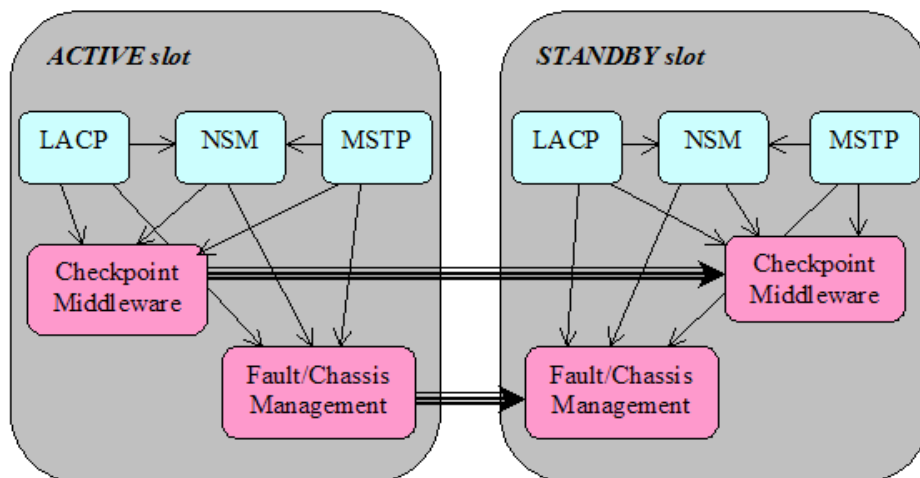 ACTIVE slot
LACP
NSM
MSTP
Checkpoint
Middleware
Fault/Chassis
Management
STANDBY slot
LACP
NSM
MSTP
Checkpoint
Middleware
Fault/Chassis
Management